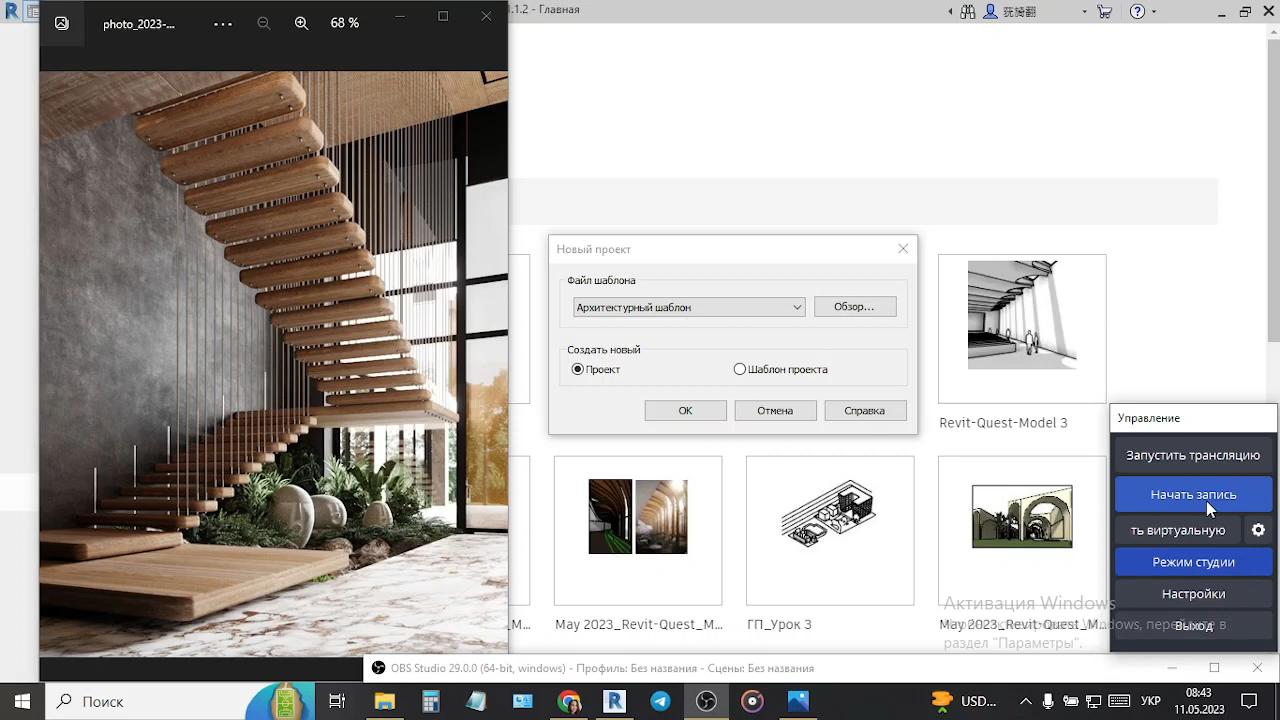 photo_2023-...
68 %
.1.2 - Главная
Новый проект
Файл шаблона
Архитектурный шаблон
Обзор...
Создать новый
Проект
Шаблон проекта
ОК
Отмена
Справка
Revit-Quest-Model 3
_M...
May 2023_Revit-Quest_M...
ГП_Урок 3
May 2023_Revit-Quest_M...
Управление
Запустить трансляцию
Начать запись
ть виртуальную
Режим студии
Настройки
Выход
Активация Windows
раздел "Параметры".
OBS Studio 29.0.0 (64-bit, windows) - Профиль: Без названия - Сцены: Без названия
Поиск
USD...
УКР
08:43
11.05.2023